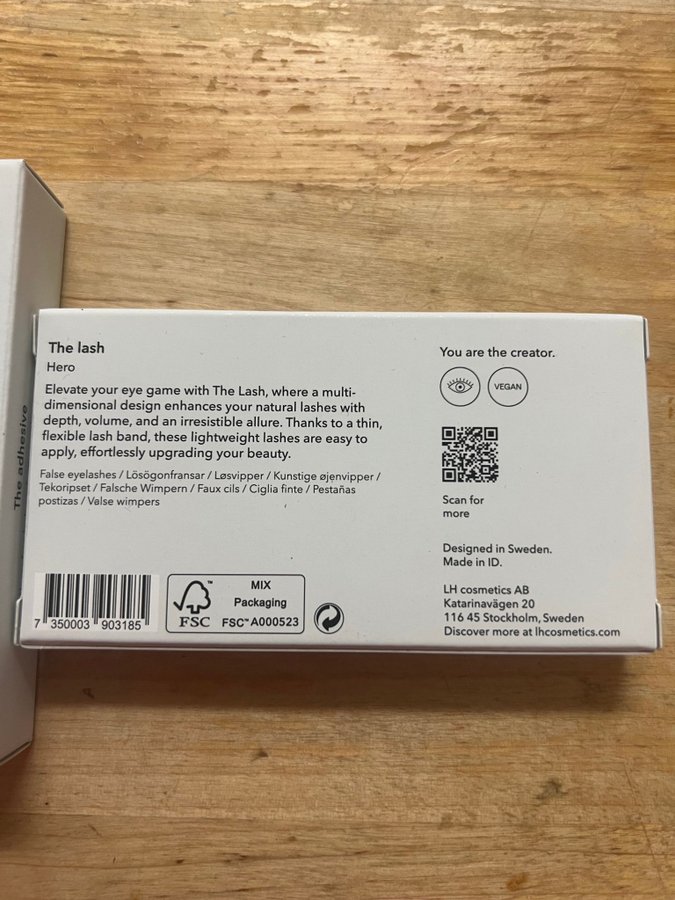 The lash
Hero
Elevate your eye game with The Lash, where a multi-
dimensional design enhances your natural lashes with
depth, volume, and an irresistible allure. Thanks to a thin,
flexible lash band, these lightweight lashes are easy to
apply, effortlessly upgrading your beauty.
False eyelashes / Lösögonfransar / Løsvipper / Kunstige øjenvipper /
Tekoripset / Falsche Wimpern / Faux cils / Ciglia finte / Pestañas
postizas / Valse wimpers
7 350003 903185
FSC™
MIX
Packaging
FSC™ A000523
You are the creator.
VEGAN
Scan for
more
Designed in Sweden.
Made in ID.
LH cosmetics AB
Katarinavägen 20
116 45 Stockholm, Sweden
Discover more at lhcosmetics.com
The adhesive